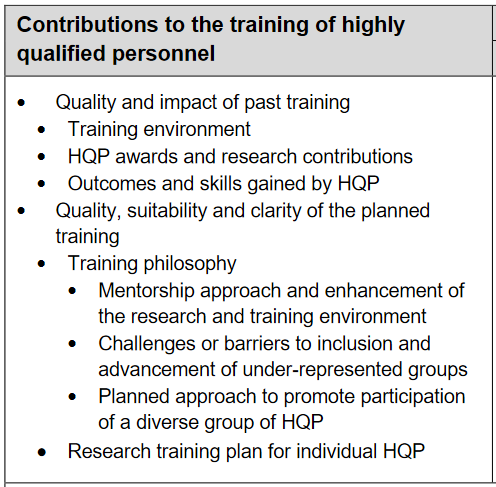 Contributions to the training of highly
qualified personnel
• Quality and impact of past training
• Training environment
• HQP awards and research contributions
• Outcomes and skills gained by HQP
• Quality, suitability and clarity of the planned
training
• Training philosophy
• Mentorship approach and enhancement of
the research and training environment
• Challenges or barriers to inclusion and
advancement of under-represented groups
• Planned approach to promote participation
of a diverse group of HQP
• Research training plan for individual HQP